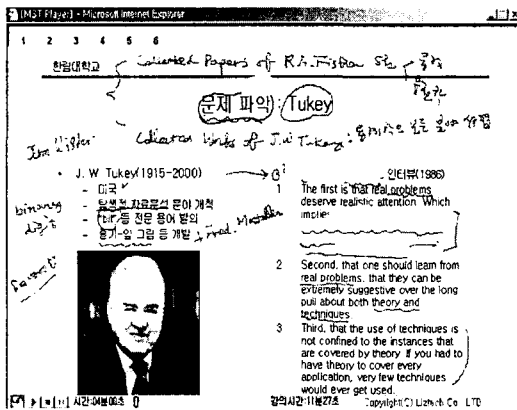 [MST Player] - Microsoft Internet Explorer
1 2 3 4 5 6
한림대학교
Collected Papers of R.A. Fisher
문제 파악: Tukey
Collected Works of J.W Tukey:
• J. W Tukey(1915-2000)
- 미국
- 탐색적 자료분석 분야 개척
- "bit" 등 전문 용어 발의
- 줄기-잎 그림 등 개발
binary
Fred. Mosteller
- 인터뷰(1986)
1 The first is that real problems
deserve realistic attention. Which
implie
2 Second, that one should learn from
real problems, that they can be
extremely suggestive over the long
pull about both theory and
techniques.
3 Third, that the use of techniques is
not confined to the instances that
are covered by theory. If you had to
have theory to cover every
application, very few techniques
would ever get used.
시간:04분00초
강의시간:11분27초 Copyright(C) Liztech Co., LTD